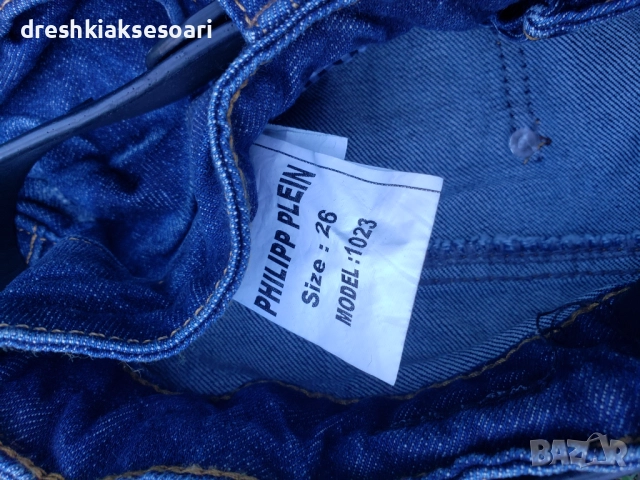 dreshkiaksesoari
PHILIPP PLEIN
Size : 26
MODEL : 1023
BAZAR